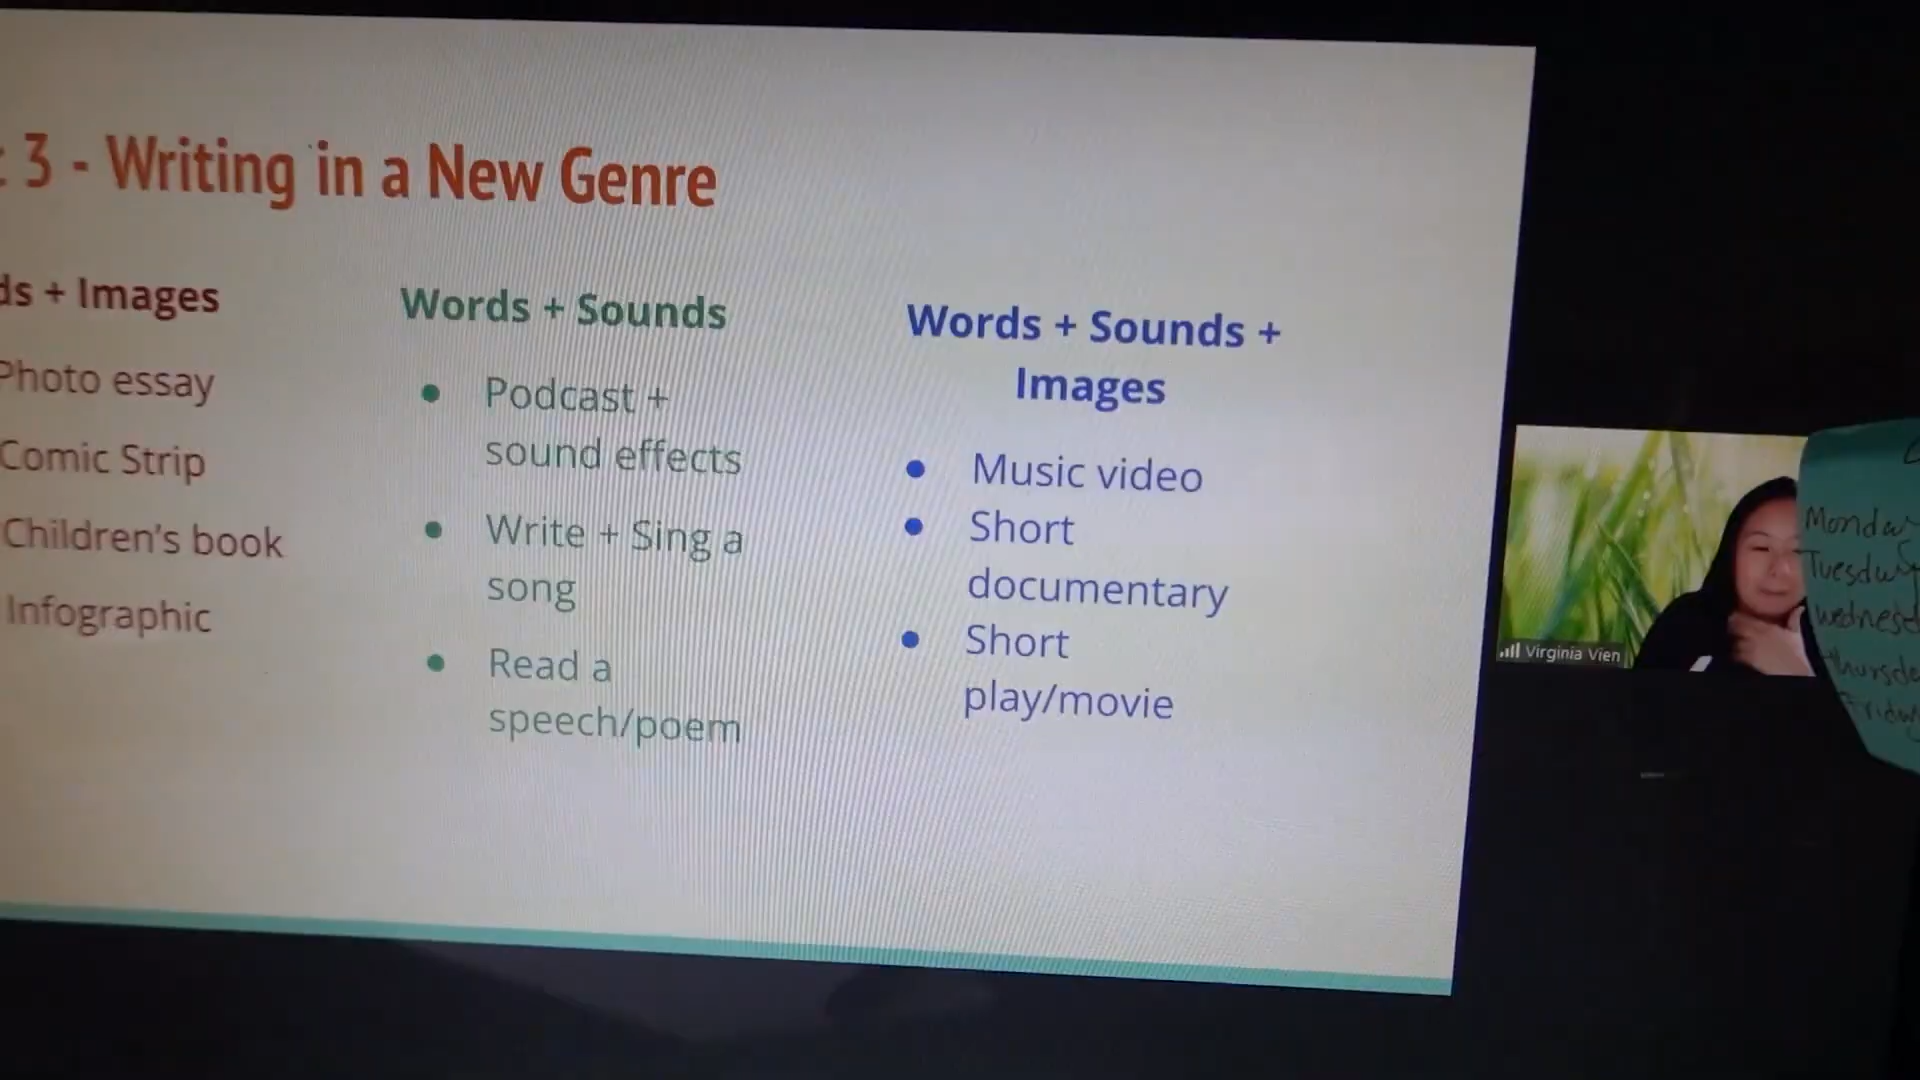 3 - Writing in a New Genre
+ Images
Photo essay
Comic Strip
Children's book
Infographic
Words + Sounds
Podcast +
sound effects
Write + Sing a
song
Read a
speech/poem
Words + Sounds +
Images
Music video
Short
documentary
Short
play/movie
Virginia Vien
Monday
Tuesday